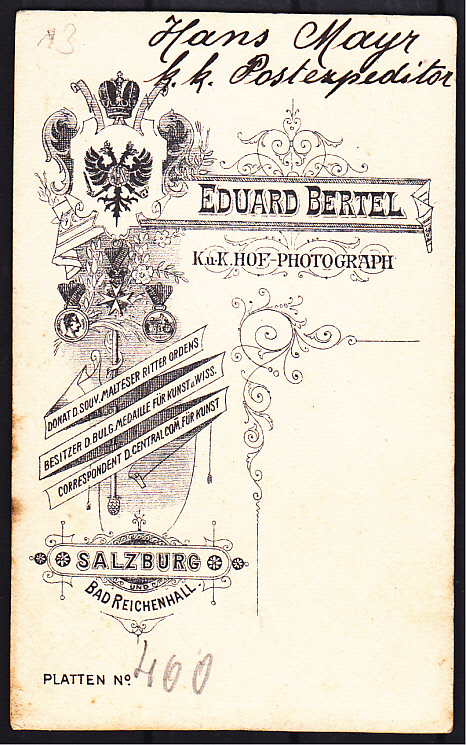 13
Hans Mayr
k. k. Postexpeditor
EDUARD BERTEL
K.u.K. HOF-PHOTOGRAPH
DONAT D. SOUV. MALTESER RITTER ORDENS
BESITZER D. BULG. MEDAILLE FÜR KUNST u. WISS.
CORRESPONDENT D. CENTRAL COM. FÜR KUNST
SALZBURG
UND
BAD REICHENHALL.
PLATTEN No 400